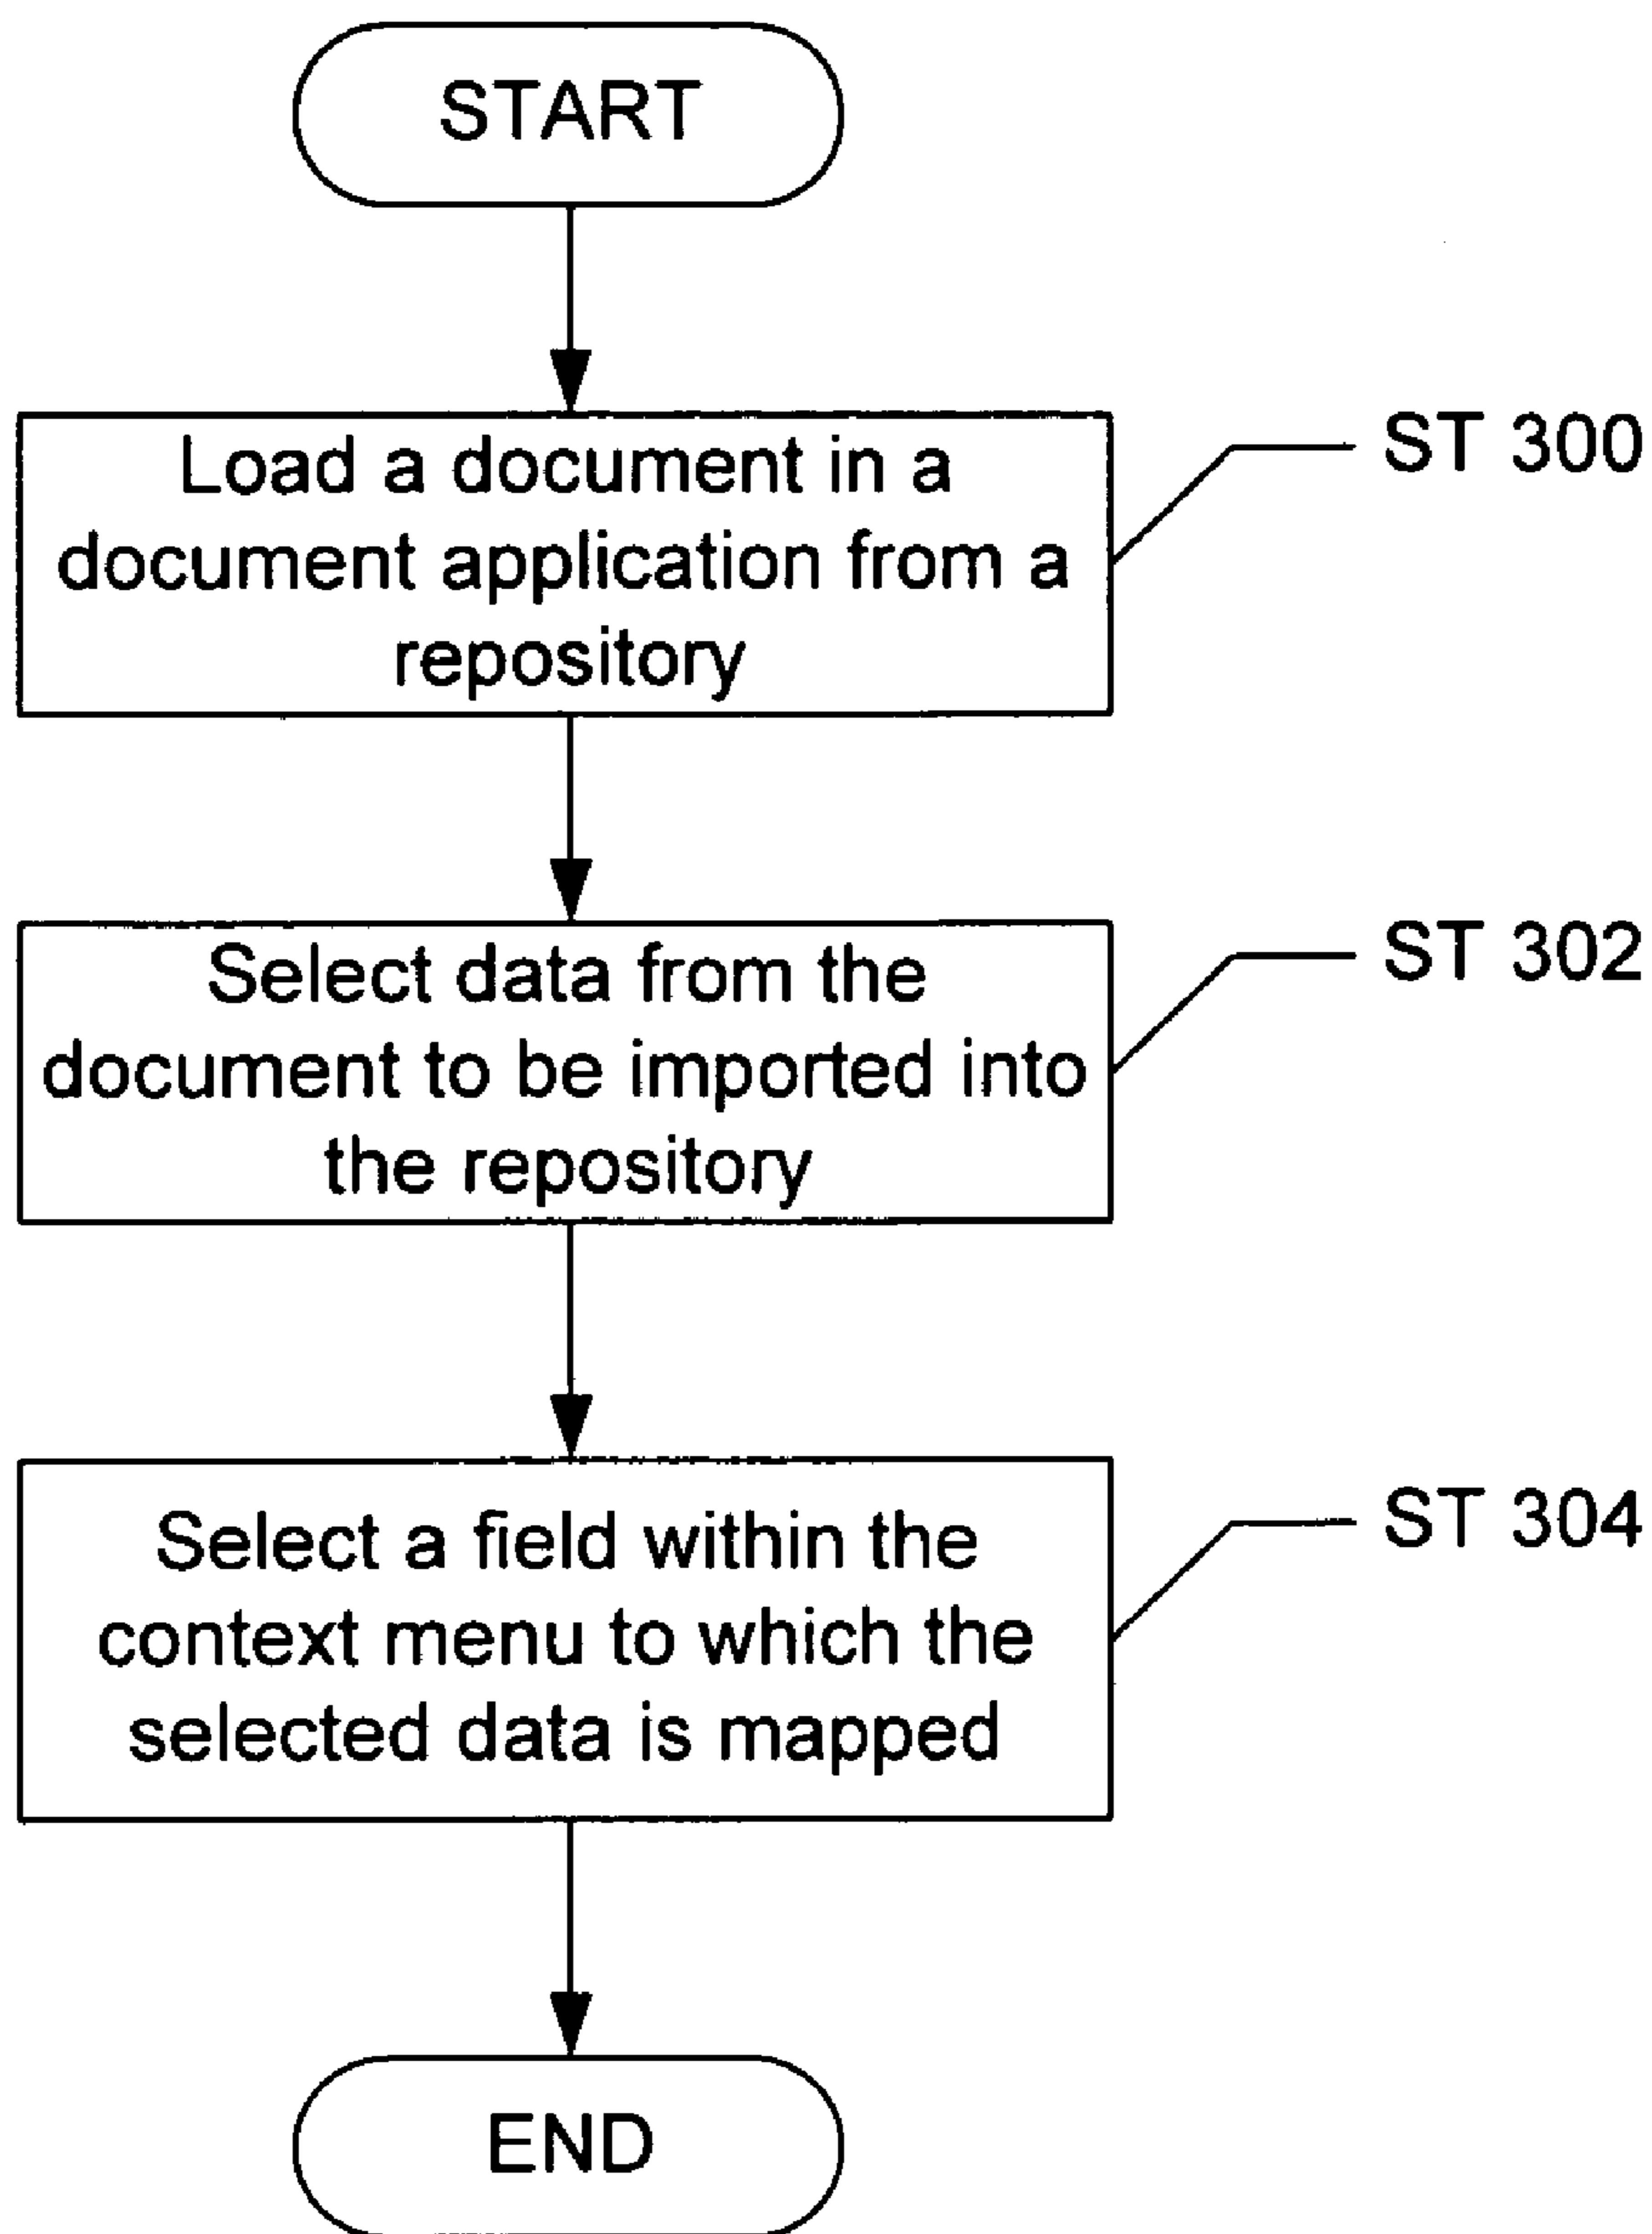 START
Load a document in a
document application from a
repository
ST 300
Select data from the
document to be imported into
the repository
ST 302
Select a field within the
context menu to which the
selected data is mapped
ST 304
END